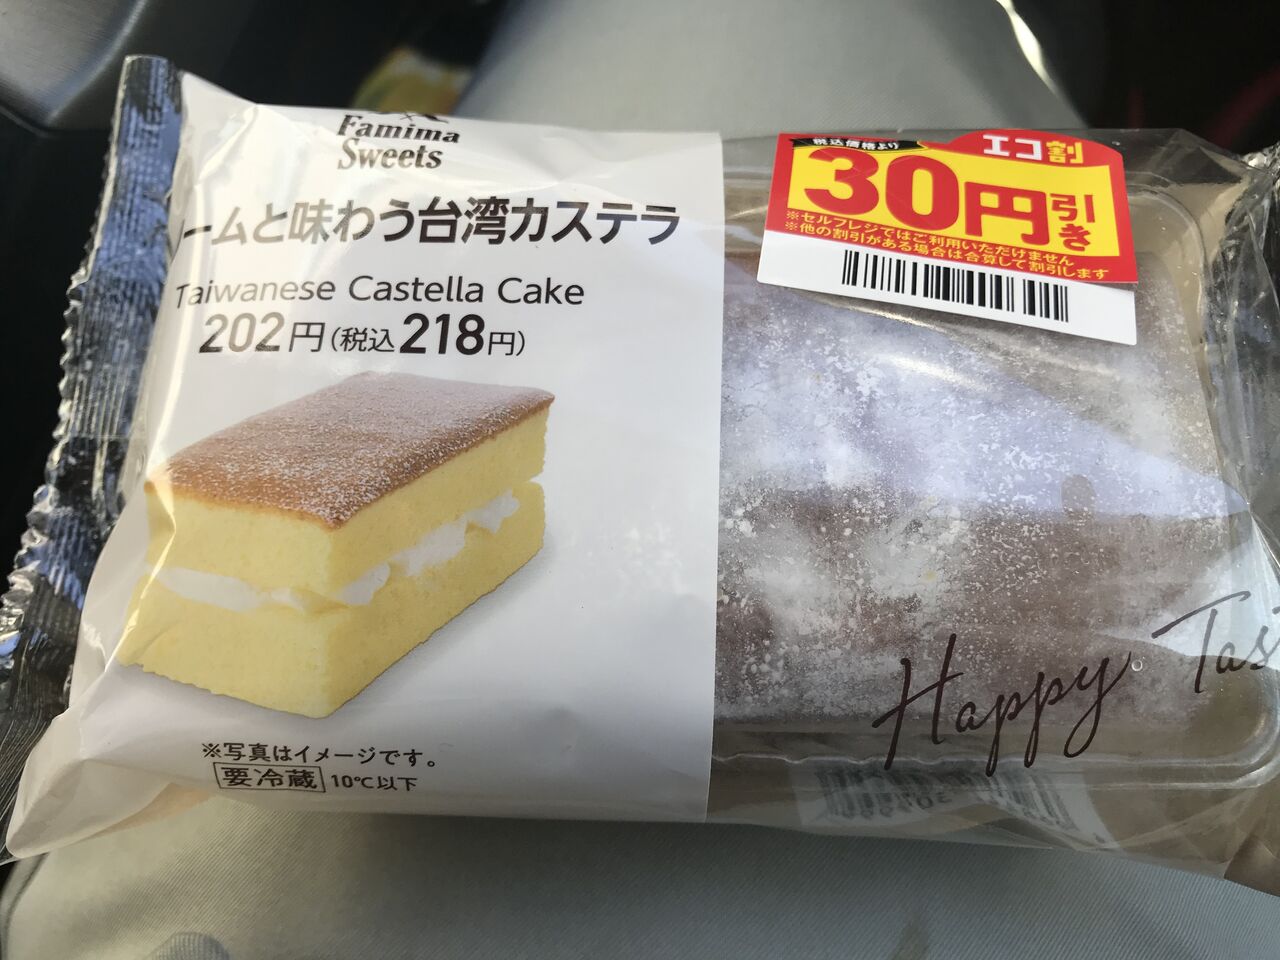 Famima
Sweets
ームと味わう台湾カステラ
Taiwanese Castella Cake
202円(税込218円)
※写真はイメージです。
要冷蔵 10℃以下
エコ割
税込価格より
30円引き
※セルフレジではご利用いただけません
※他の割引がある場合は合算して割引します
Happy Tas